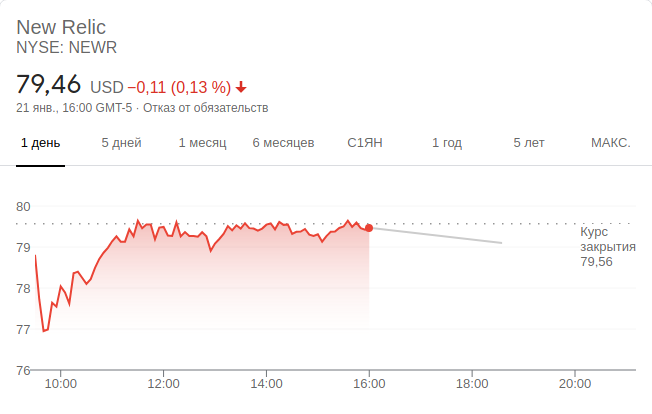 New Relic
NYSE: NEWR
79,46 USD −0,11 (0,13 %)
21 янв., 16:00 GMT-5 · Отказ от обязательств
1 день 5 дней 1 месяц 6 месяцев С1ЯН 1 год 5 лет МАКС.
80
79
78
77
76
Курс
закрытия
79,56
10:00 12:00 14:00 16:00 18:00 20:00